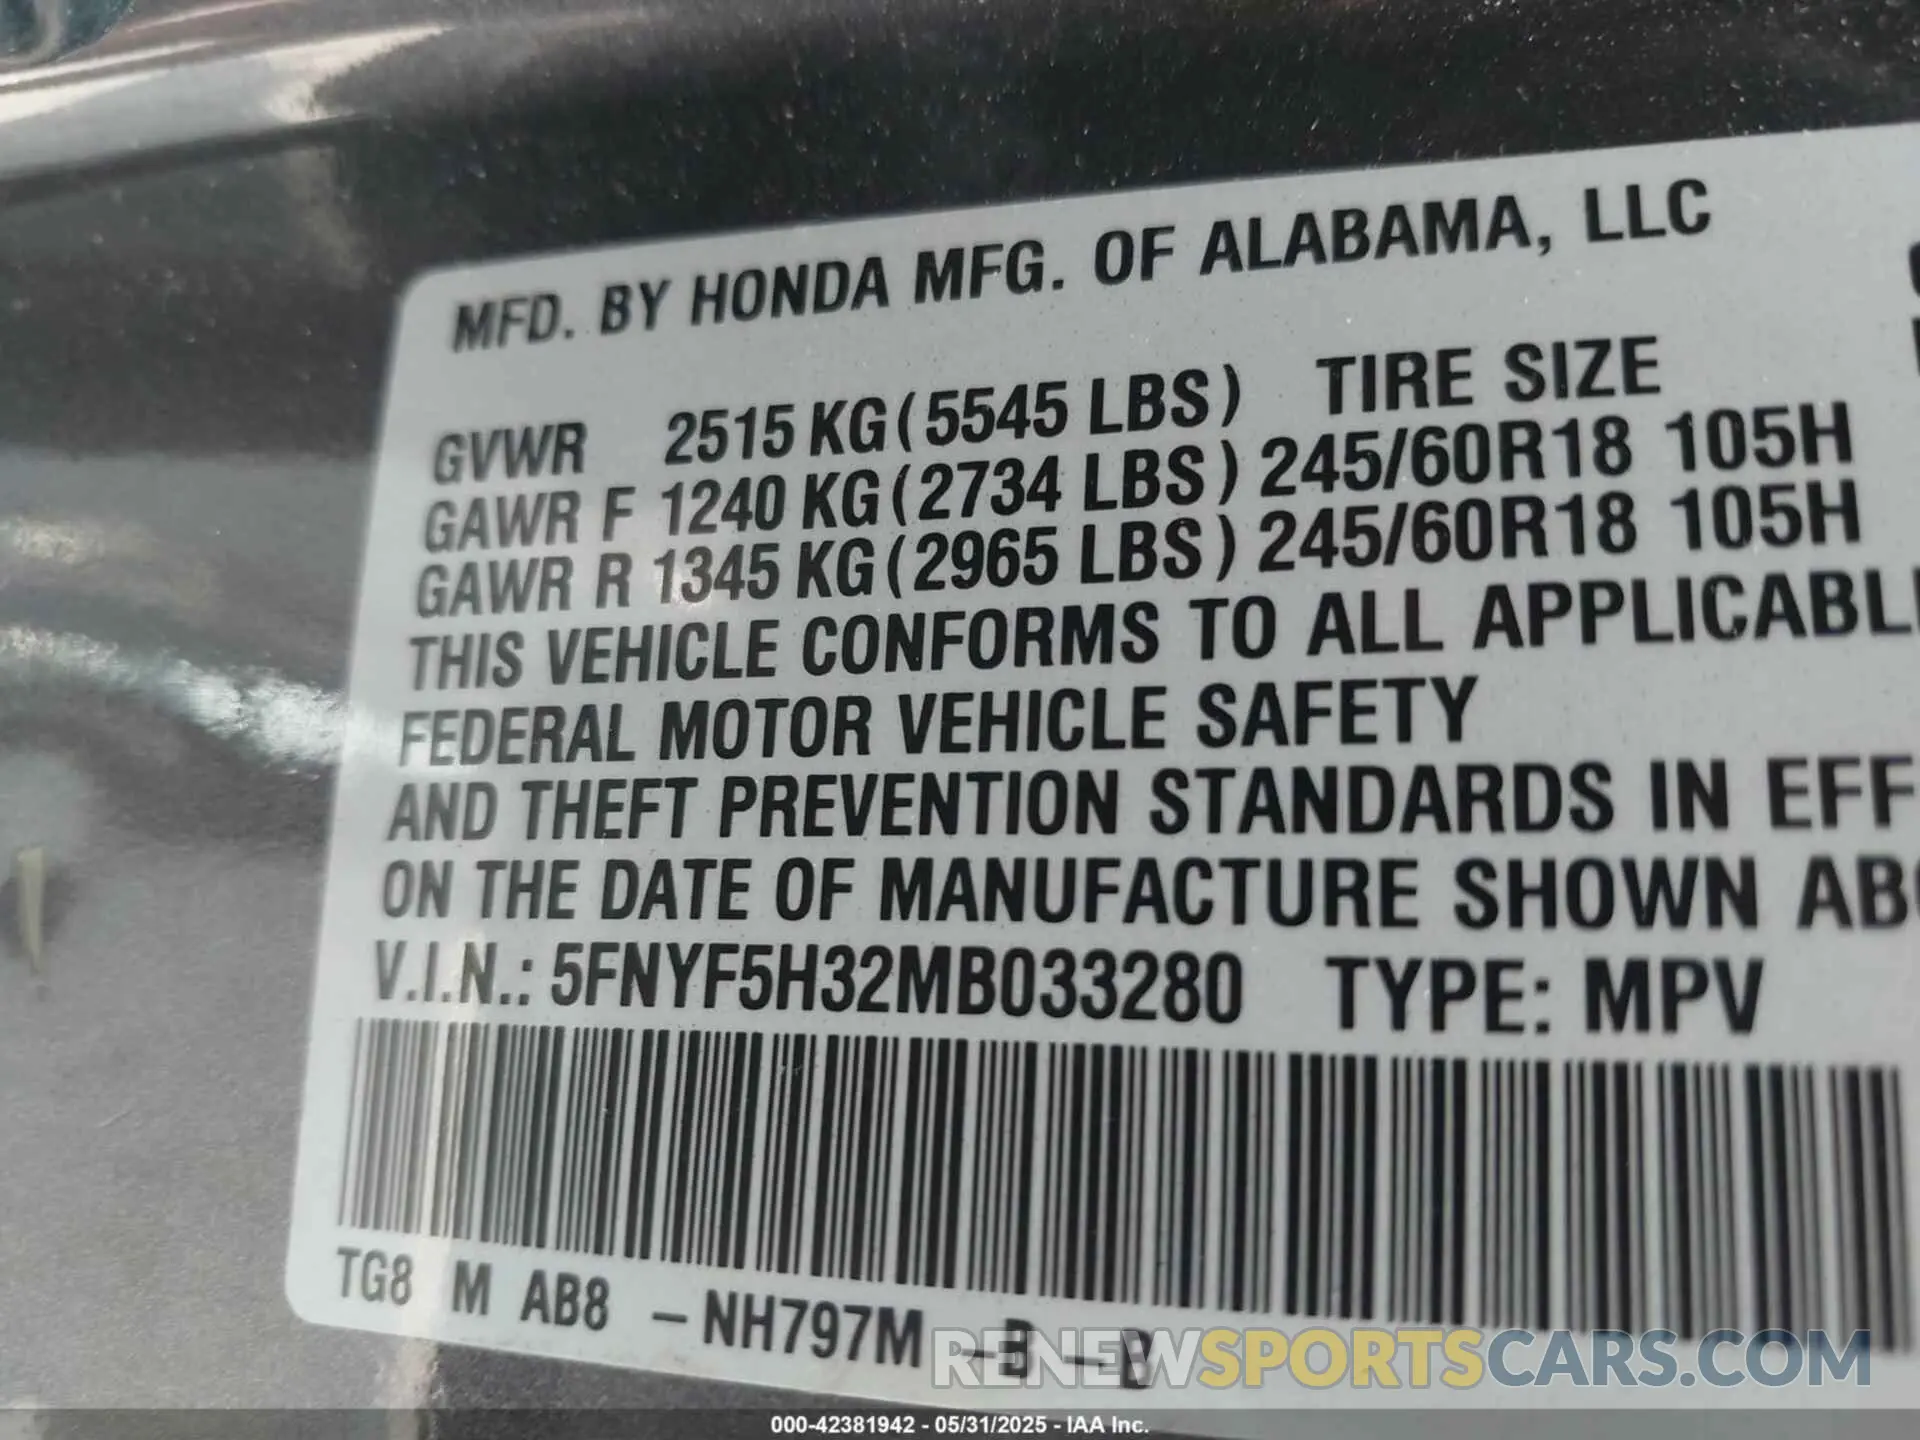 MFD. BY HONDA MFG. OF ALABAMA, LLC
GVWR 2515 KG (5545 LBS) TIRE SIZE
GAWR F 1240 KG (2734 LBS) 245/60R18 105H
GAWR R 1345 KG (2965 LBS) 245/60R18 105H
THIS VEHICLE CONFORMS TO ALL APPLICABL
FEDERAL MOTOR VEHICLE SAFETY
AND THEFT PREVENTION STANDARDS IN EFF
ON THE DATE OF MANUFACTURE SHOWN AB
V.I.N.: 5FNYF5H32MB033280 TYPE: MPV
TG8 M AB8 -NH797M -B -B
RENEWSPORTSCARS.COM
000-42381942 - 05/31/2025 - IAA Inc.